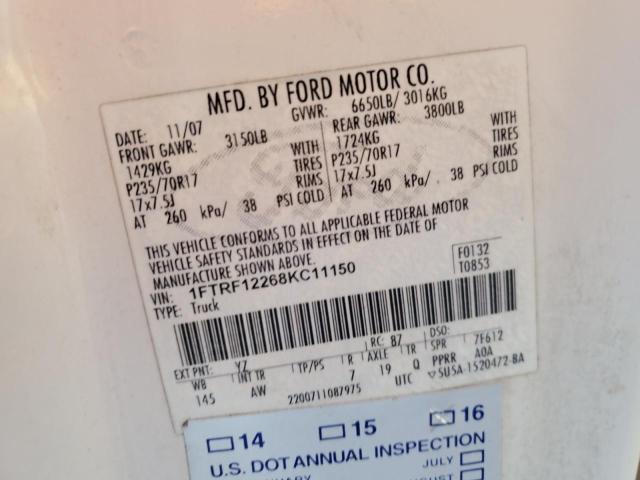 MFD. BY FORD MOTOR CO.
DATE: 11/07 GVWR: 6650LB/ 3016KG
FRONT GAWR: 3150LB REAR GAWR: 3800LB
1429KG WITH 1724KG WITH
P235/70R17 TIRES P235/70R17 TIRES
17x7.5J RIMS 17x7.5J RIMS
AT 260 kPa/ 38 PSI COLD AT 260 kPa/ 38 PSI COLD
THIS VEHICLE CONFORMS TO ALL APPLICABLE FEDERAL MOTOR
VEHICLE SAFETY STANDARDS IN EFFECT ON THE DATE OF
MANUFACTURE SHOWN ABOVE.
VIN: 1FTRF12268KC11150 F0132
TYPE: Truck T0853
EXT PNT: YZ RC: 87 DSO:
WB INT TR TP/PS R AXLE TR SPR 7F612
145 AW 7 19 Q PPRR AOA
2200711087975 UTC ▽5U5A-1520472-BA
□ 14 □ 15 □ 16
U.S. DOT ANNUAL INSPECTION
JULY □